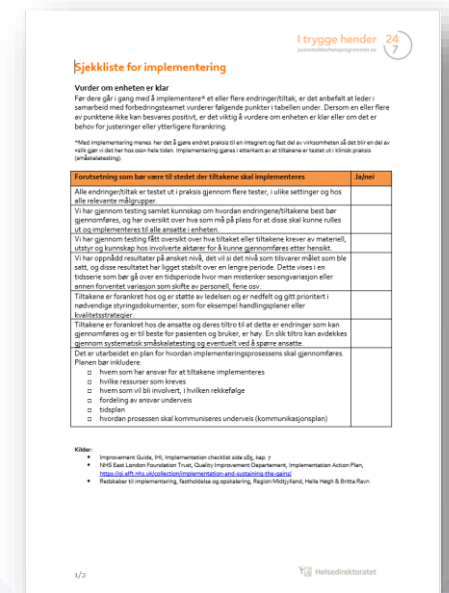 I trygge hender 24
7
pasientsikkerhetsprogrammet.no
Sjekkliste for implementering
Vurder om enheten er klar
Før dere går i gang med å implementere* et eller flere endringer/tiltak, er det anbefalt at leder i
samarbeid med forbedringsteamet vurderer følgende punkter i tabellen under. Dersom en eller flere
av punktene ikke kan besvares positivt, er det viktig å vurdere om enheten er klar eller om det er
behov for justeringer eller ytterligere forankring.
*Med implementering menes her det å gjøre endret praksis til en integrert og fast del av virksomheten så det blir en del av
«slik gjør vi det her hos oss» hele tiden. Implementering gjøres i etterkant av at tiltakene er testet ut i klinisk praksis
(småskalatesting).
Forutsetning som bør være til stedet der tiltakene skal implementeres Ja/nei
Alle endringer/tiltak er testet ut i praksis gjennom flere tester, i ulike settinger og hos
alle relevante målgrupper.
Vi har gjennom testing samlet kunnskap om hvordan endringene/tiltakene best bør
gjennomføres, og har oversikt over hva som må på plass for at disse skal kunne rulles
ut og implementeres til alle ansatte i enheten.
Vi har gjennom testing fått oversikt over hva tiltaket eller tiltakene krever av materiell,
utstyr og kunnskap hos involverte aktører for å kunne gjennomføres etter hensikt.
Vi har oppnådd resultater på ønsket nivå, det vil si det nivå som tilsvarer målet som ble
satt, og disse resultatet har ligget stabilt over en lengre periode. Dette vises i en
tidsserie som bør gå over en tidsperiode hvor man mistenker sesongvariasjon eller
annen forventet variasjon som skifte av personell, ferie osv.
Tiltakene er forankret hos og er støtte av ledelsen og er nedfelt og gitt prioritert i
nødvendige styringsdokumenter, som for eksempel handlingsplaner eller
kvalitetsstrategier.
Tiltakene er forankret hos de ansatte og deres tiltro til at dette er endringer som kan
gjennomføres og er til beste for pasienten og bruker, er høy. En slik tiltro kan avdekkes
gjennom systematisk småskalatesting og eventuelt ved å spørre ansatte.
Det er utarbeidet en plan for hvordan implementeringsprosessens skal gjennomføres.
Planen bør inkludere:
□ hvem som har ansvar for at tiltakene implementeres
□ hvilke ressurser som kreves
□ hvem som vil bli involvert, i hvilken rekkefølge
□ fordeling av ansvar underveis
□ tidsplan
□ hvordan prosessen skal kommuniseres underveis (kommunikasjonsplan)
Kilder:
• Improvement Guide, IHI, Implementation checklist side 185, kap. 7
• NHS East London Foundation Trust, Quality Improvement Departement, Implementation Action Plan,
https://qi.elft.nhs.uk/collection/implementation-and-sustaining-the-gains/
• Redskaber til implementering, fastholdelse og opskalering, Region Midtjylland, Helle Høgh & Britta Ravn
1/2
Helsedirektoratet